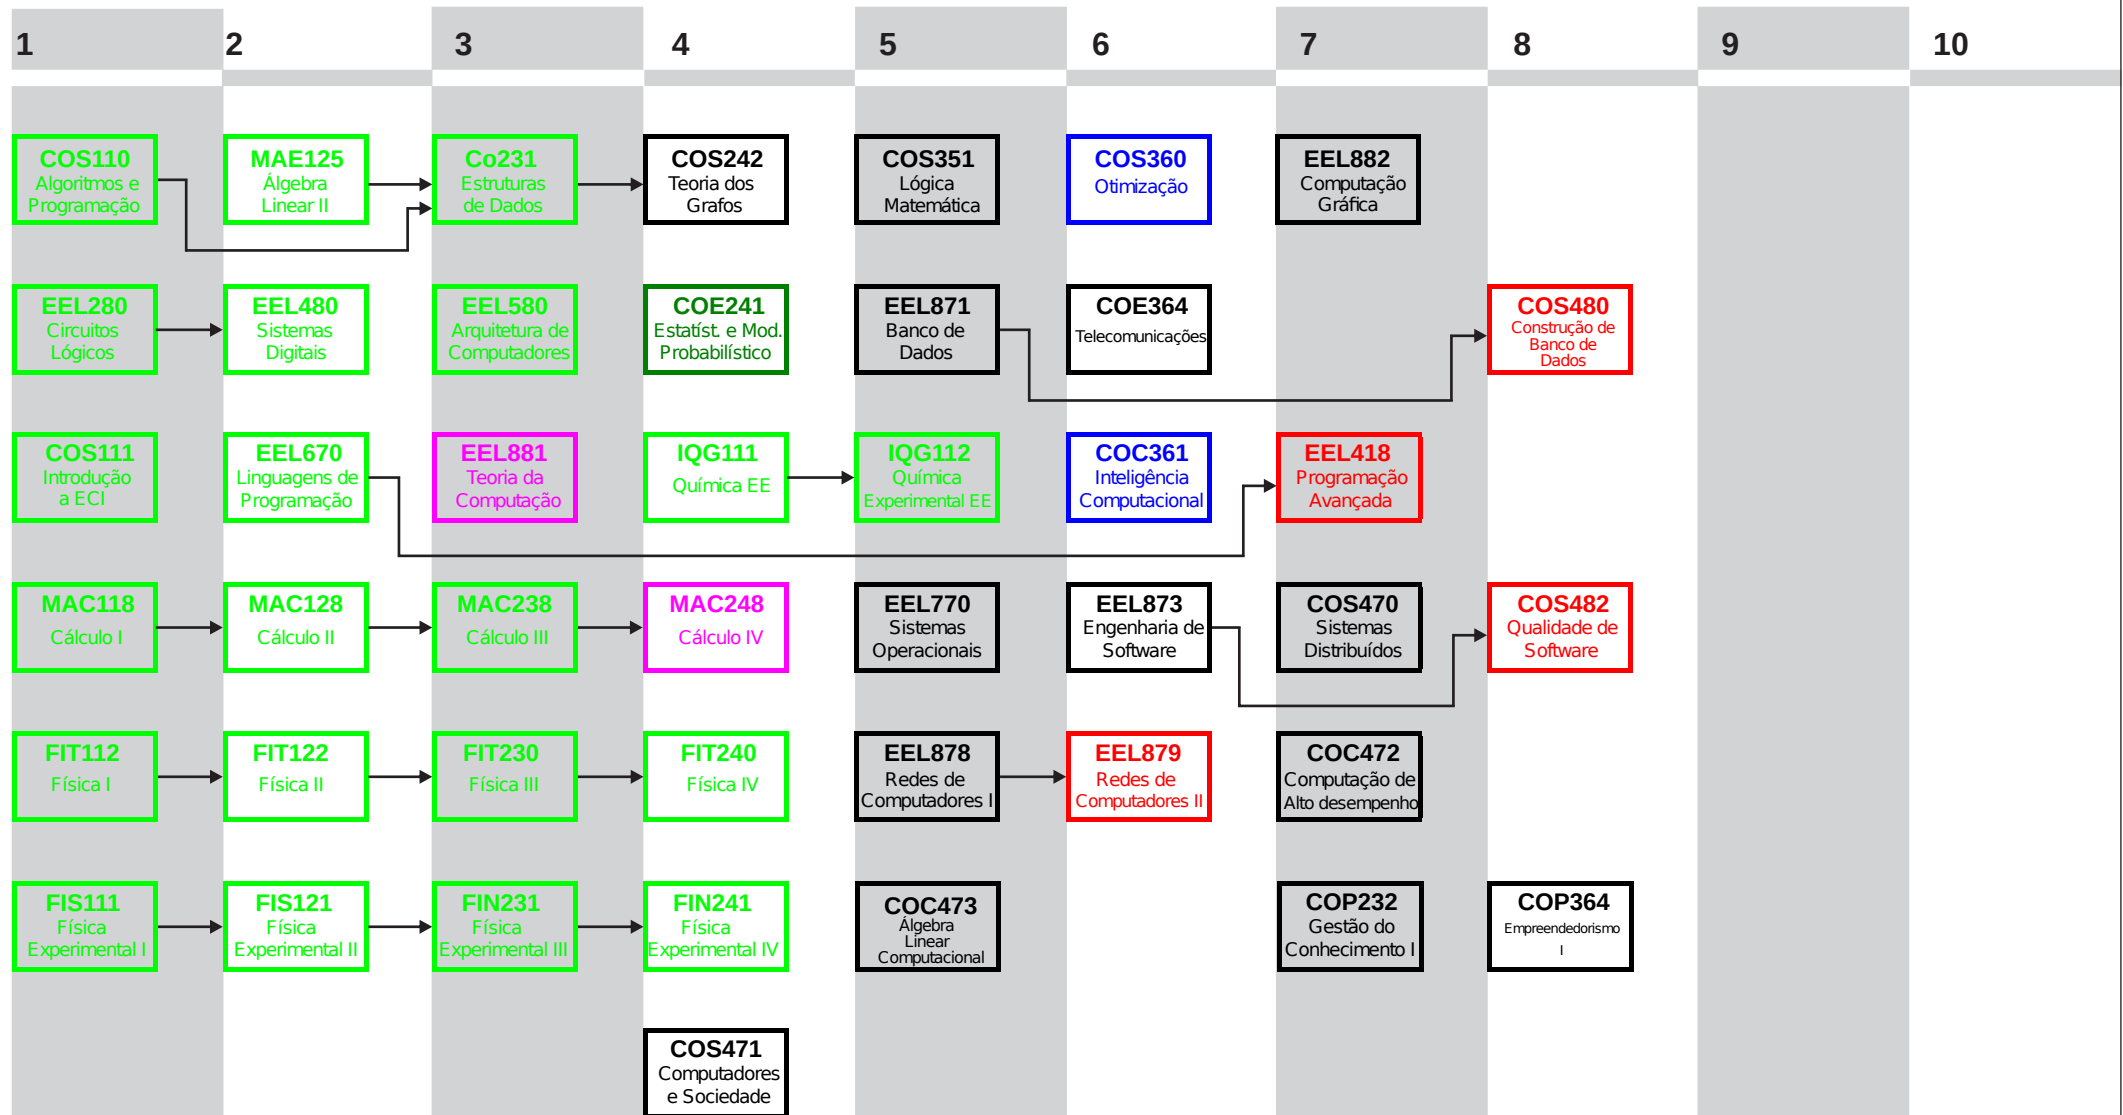 1
2
3
4
5
6
7
8
9
10
COS110
Algoritmos e
Programação
MAE125
Álgebra
Linear II
Co231
Estruturas
de Dados
COS242
Teoria dos
Grafos
COS351
Lógica
Matemática
COS360
Otimização
EEL882
Computação
Gráfica
EEL280
Circuitos
Lógicos
EEL480
Sistemas
Digitais
EEL580
Arquitetura de
Computadores
COE241
Estatíst. e Mod.
Probabilístico
EEL871
Banco de
Dados
COE364
Telecomunicações
COS480
Construção de
Banco de
Dados
COS111
Introdução
a ECI
EEL670
Linguagens de
Programação
EEL881
Teoria da
Computação
IQG111
Química EE
IQG112
Química
Experimental EE
COC361
Inteligência
Computacional
EEL418
Programação
Avançada
MAC118
Cálculo I
MAC128
Cálculo II
MAC238
Cálculo III
MAC248
Cálculo IV
EEL770
Sistemas
Operacionais
EEL873
Engenharia de
Software
COS470
Sistemas
Distribuídos
COS482
Qualidade de
Software
FIT112
Física I
FIT122
Física II
FIT230
Física III
FIT240
Física IV
EEL878
Redes de
Computadores I
EEL879
Redes de
Computadores II
COC472
Computação de
Alto desempenho
FIS111
Física
Experimental I
FIS121
Física
Experimental II
FIN231
Física
Experimental III
FIN241
Física
Experimental IV
COC473
Álgebra
Linear
Computacional
COP232
Gestão do
Conhecimento I
COP364
Empreendedorismo
I
COS471
Computadores
e Sociedade